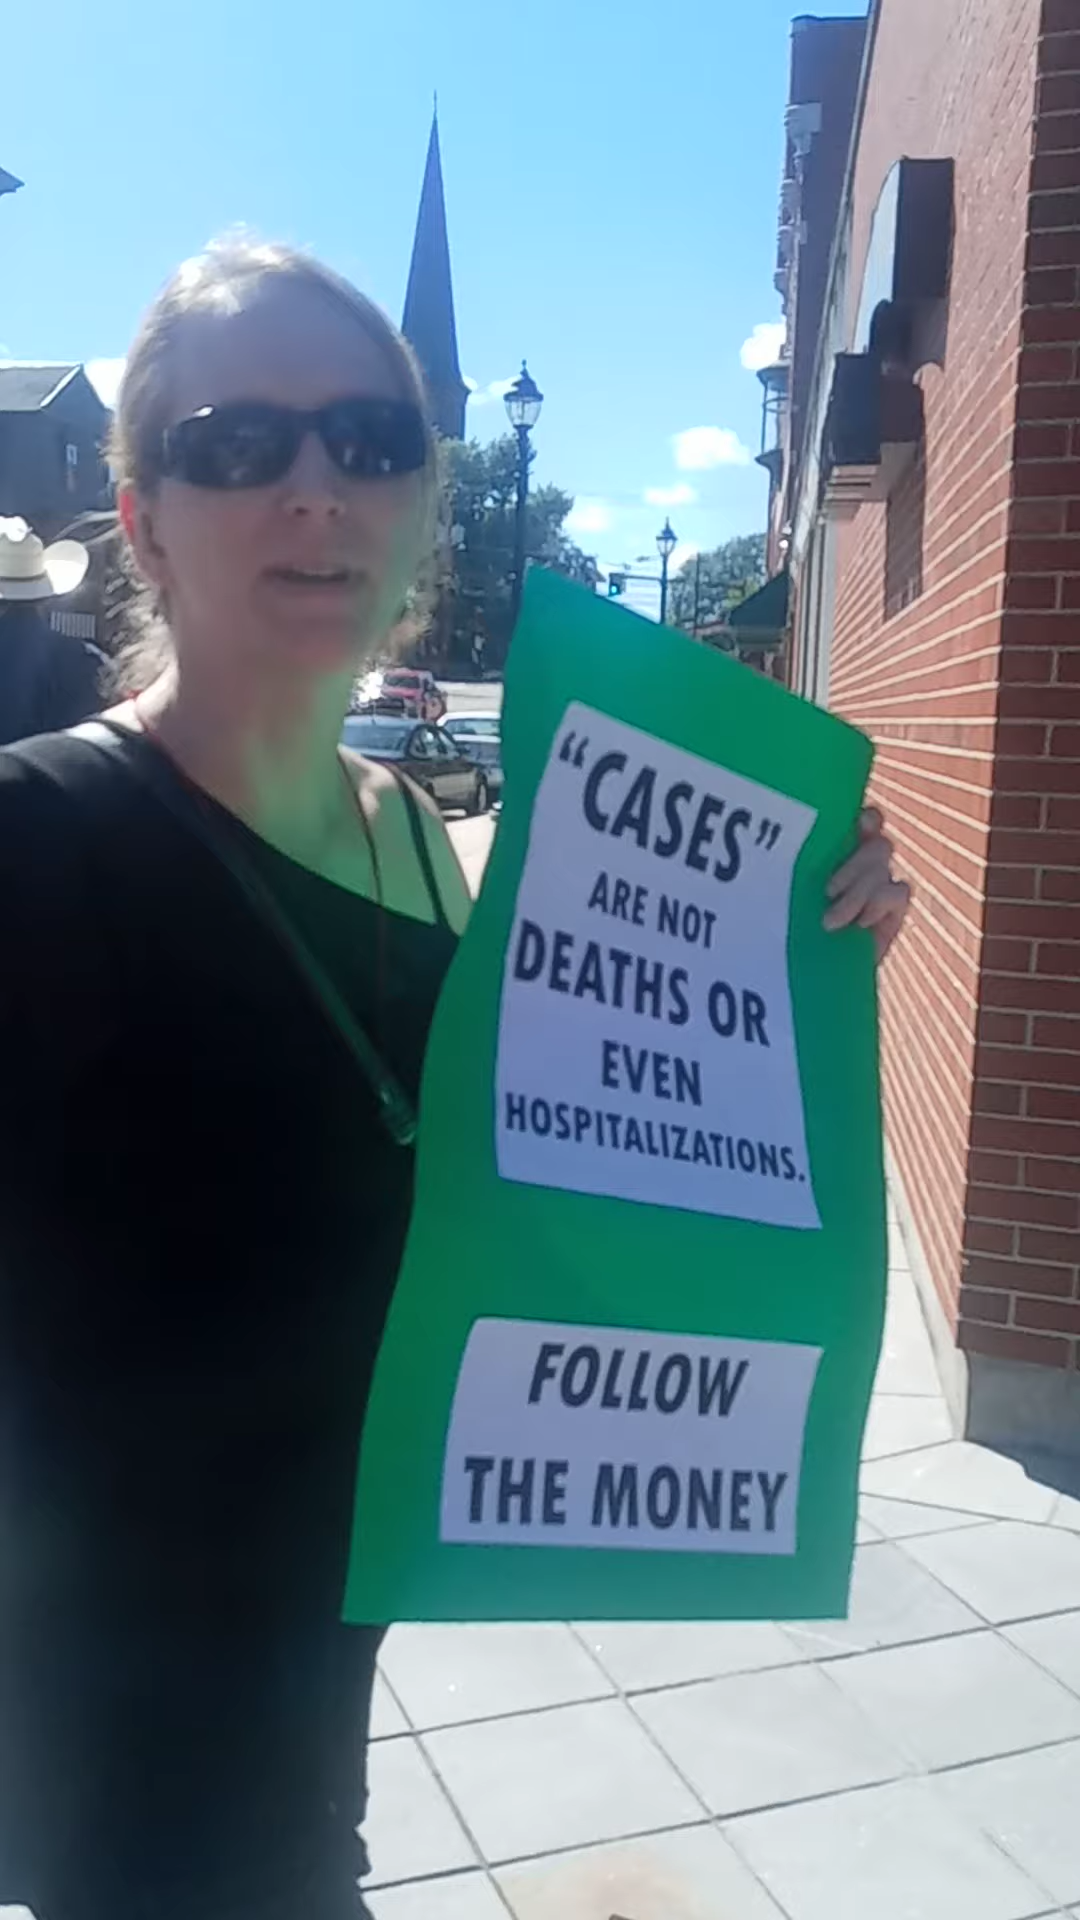 “CASES”
ARE NOT
DEATHS OR
EVEN
HOSPITALIZATIONS.
FOLLOW
THE MONEY